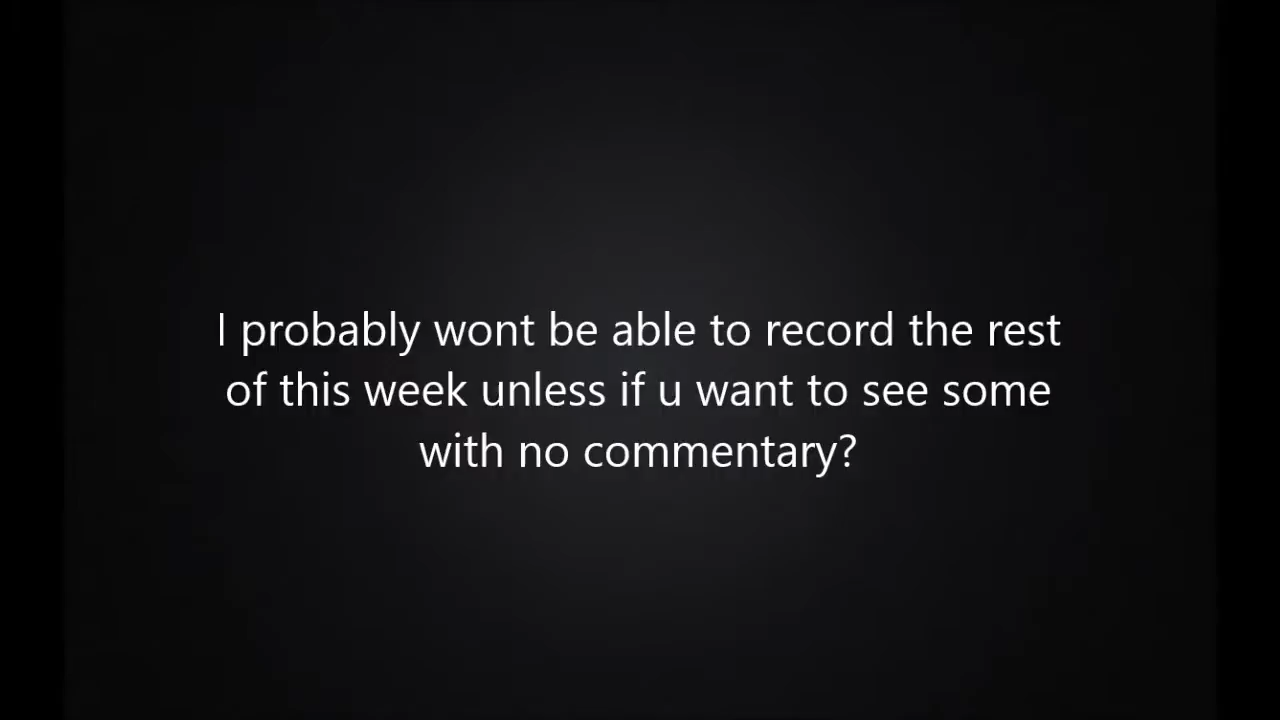 I probably wont be able to record the rest
of this week unless if u want to see some
with no commentary?